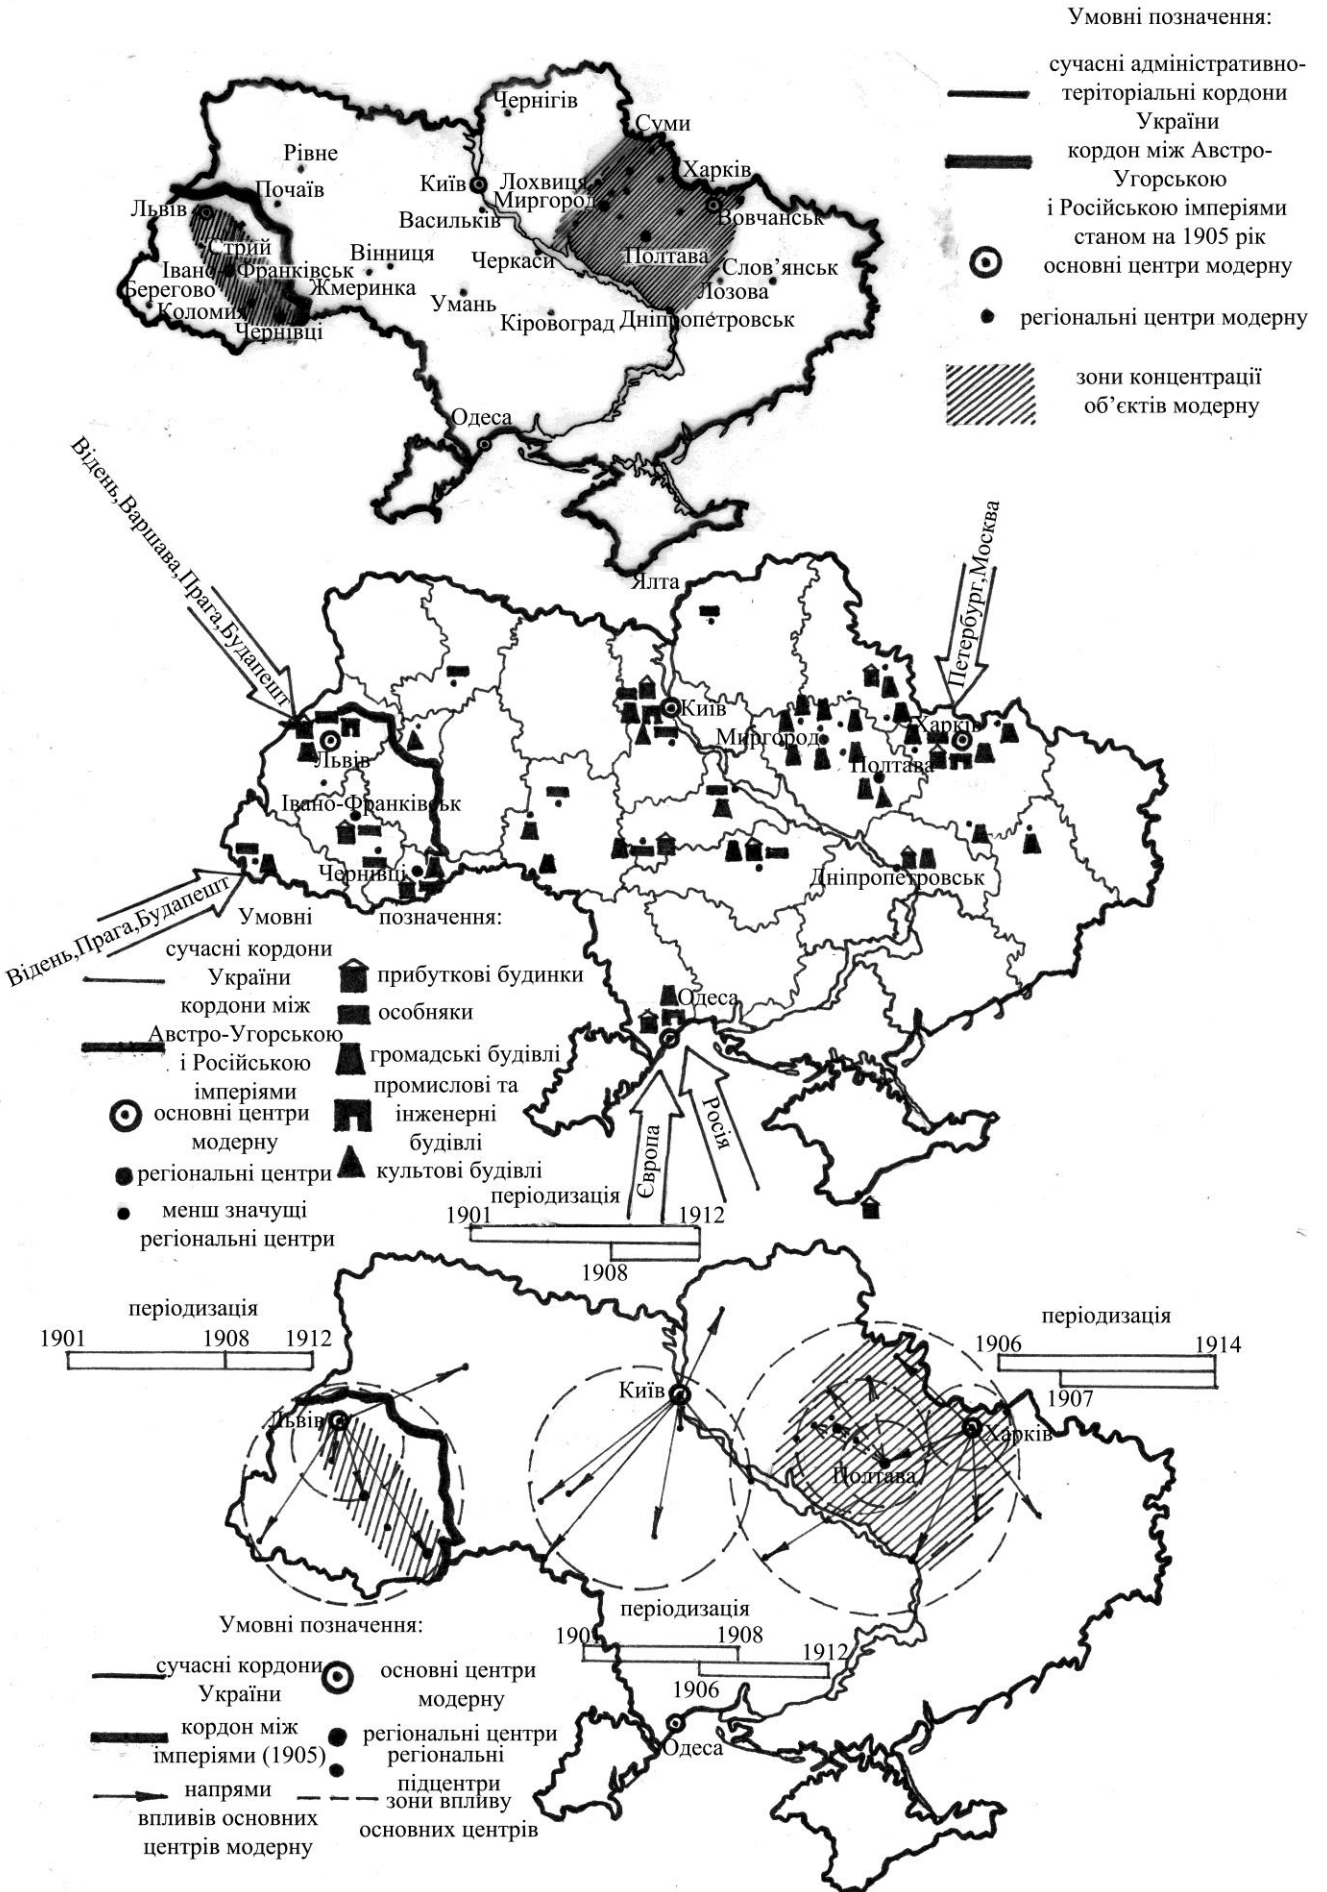 Умовні позначення:
сучасні адміністративно-
теріторіальні кордони
України
кордон між Австро-
Угорською
і Російською імперіями
станом на 1905 рік
основні центри модерну
регіональні центри модерну
зони концентрації
об’єктів модерну
Чернігів
Суми
Рівне
Київ
Лохвиця
Харків
Почаїв
Миргород
Львів
Васильків
Вовчанськ
Стрий
Вінниця
Черкаси
Полтава
Слов’янськ
Івано-Франківськ
Берегово
Жмеринка
Лозова
Коломия
Умань
Кіровоград
Дніпропетровськ
Чернівці
Одеса
Ялта
Відень,Варшава,Прага,Будапешт
Петербург,Москва
Київ
Миргород
Харків
Львів
Полтава
Івано-Франківськ
Чернівці
Дніпропетровськ
Відень,Прага,Будапешт
Одеса
Європа
Росія
Умовні позначення:
сучасні кордони
України
кордони між
Австро-Угорською
і Російською
імперіями
основні центри
модерну
регіональні центри
менш значущі
регіональні центри
прибуткові будинки
особняки
громадські будівлі
промислові та
інженерні
будівлі
культові будівлі
періодизація
1901 1912
1908
періодизація
1901 1908 1912
періодизація
1906 1914
1907
Київ
Львів
Харків
Полтава
періодизація
1901 1908
1912
1906
Одеса
Умовні позначення:
сучасні кордони
України
кордон між
імперіями (1905)
напрями
впливів основних
центрів модерну
основні центри
модерну
регіональні центри
регіональні
підцентри
зони впливу
основних центрів